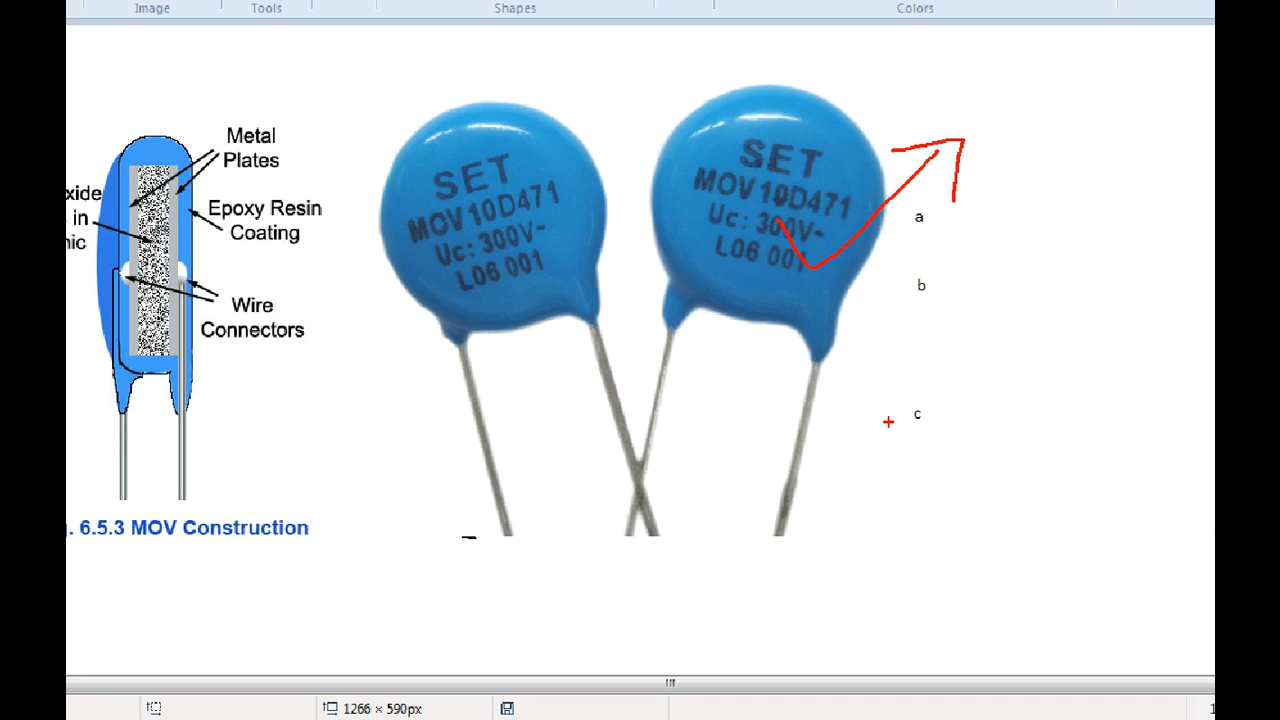 Image
Tools
Shapes
Colors
Metal
Plates
xide
in
nic
Epoxy Resin
Coating
Wire
Connectors
. 6.5.3 MOV Construction
SET
MOV 10D471
Uc: 300V~
L06 001
SET
MOV 10D471
Uc: 300V~
L06 001
a
b
c
1266 × 590px